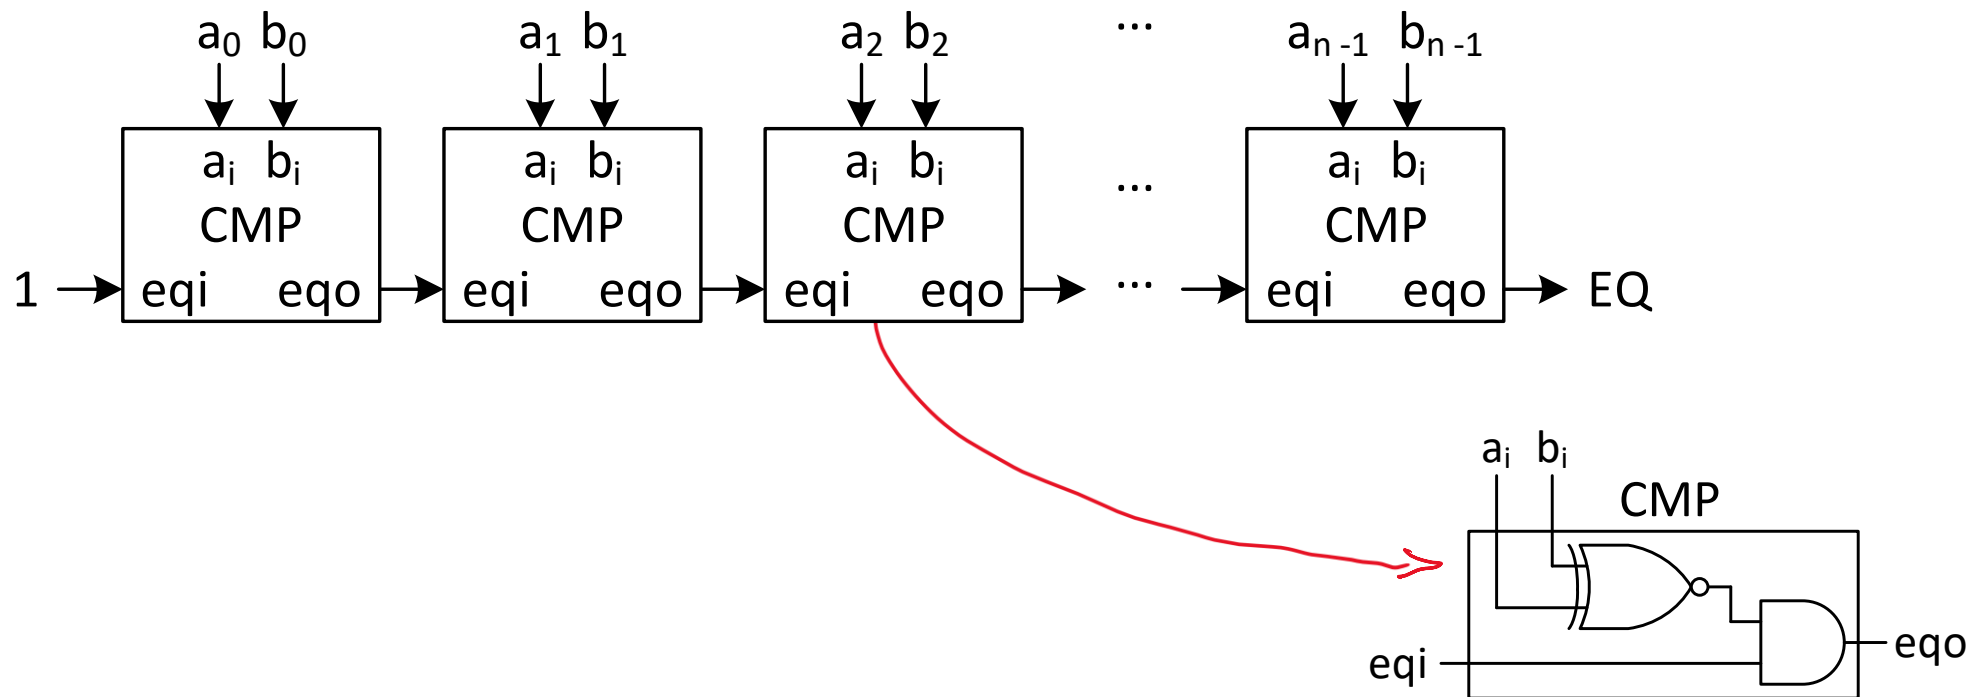 a₀ b₀ a₁ b₁ a₂ b₂ ... aₙ₋₁ bₙ₋₁
aᵢ bᵢ aᵢ bᵢ aᵢ bᵢ ... aᵢ bᵢ
CMP CMP CMP CMP
1 eqi eqo eqi eqo eqi eqo ... eqi eqo EQ
aᵢ bᵢ
CMP
eqi eqo